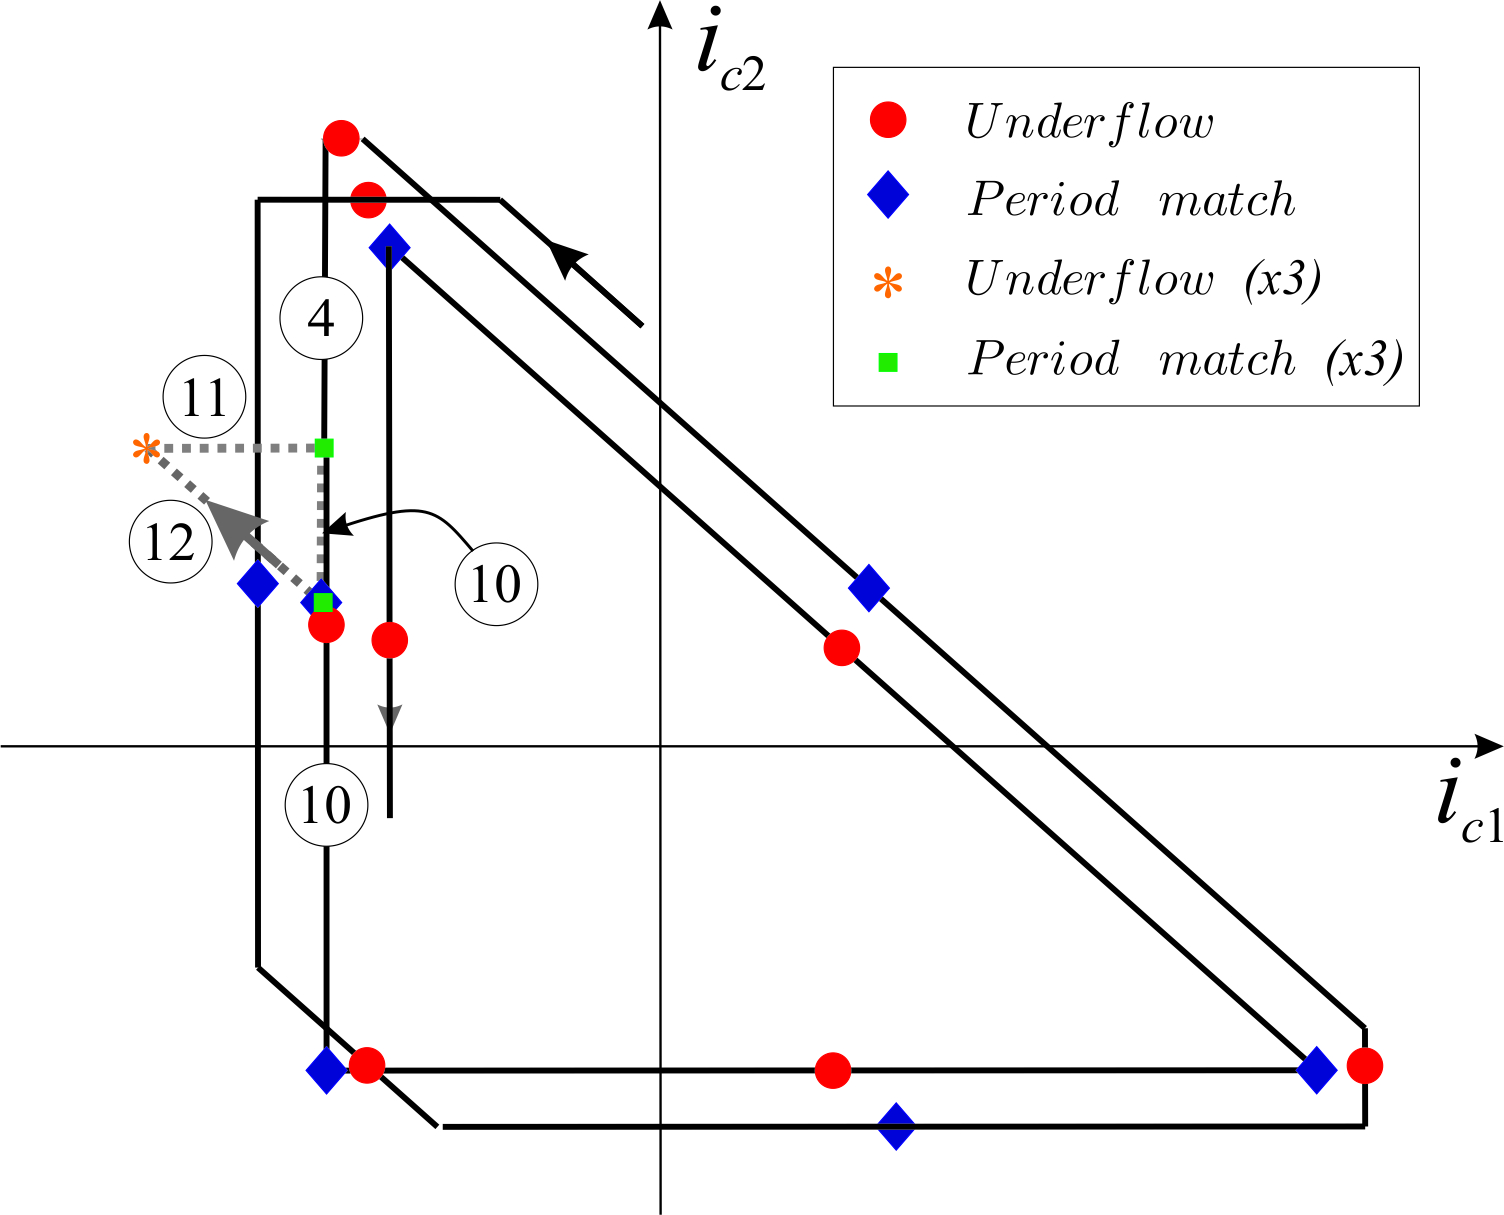 i_c2
Underflow
Period match
Underflow (x3)
Period match (x3)
4
11
12
10
i_c1
10